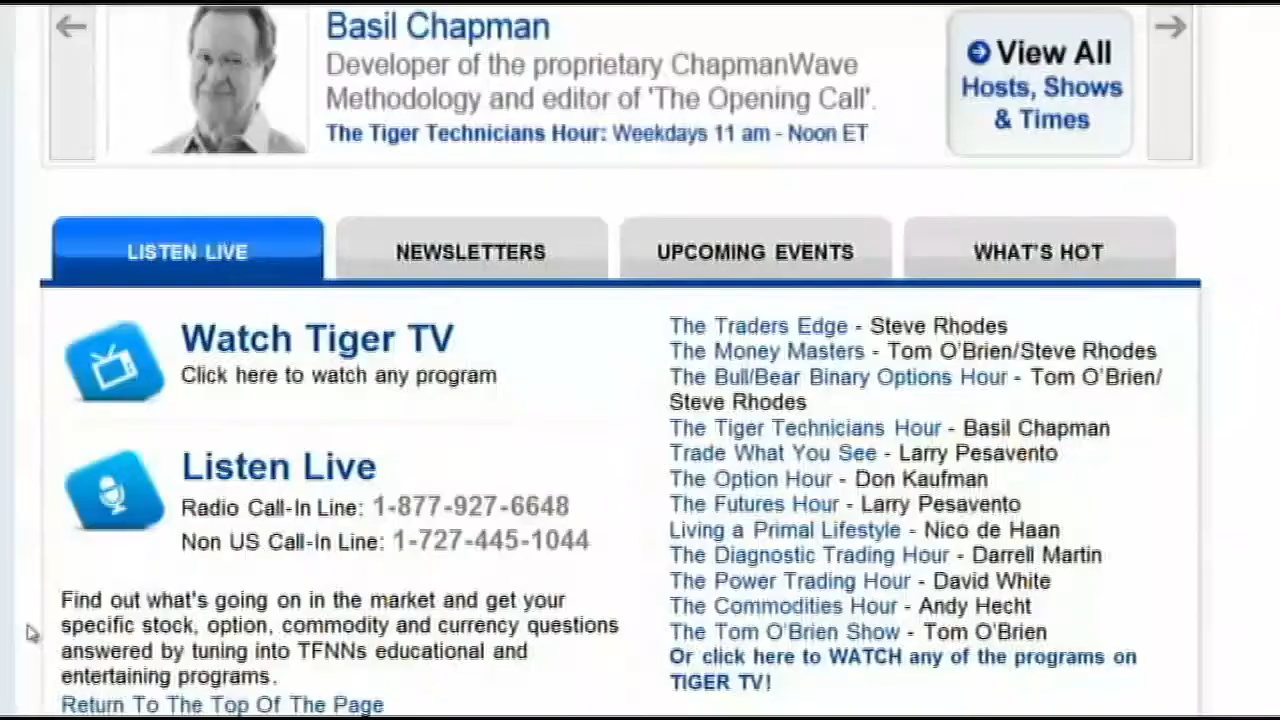 Basil Chapman
Developer of the proprietary ChapmanWave
Methodology and editor of 'The Opening Call'.
The Tiger Technicians Hour: Weekdays 11 am - Noon ET
View All
Hosts, Shows
& Times
LISTEN LIVE
NEWSLETTERS
UPCOMING EVENTS
WHAT'S HOT
Watch Tiger TV
Click here to watch any program
Listen Live
Radio Call-In Line: 1-877-927-6648
Non US Call-In Line: 1-727-445-1044
Find out what's going on in the market and get your
specific stock, option, commodity and currency questions
answered by tuning into TFNNs educational and
entertaining programs.
Return To The Top Of The Page
The Traders Edge - Steve Rhodes
The Money Masters - Tom O'Brien/Steve Rhodes
The Bull/Bear Binary Options Hour - Tom O'Brien/
Steve Rhodes
The Tiger Technicians Hour - Basil Chapman
Trade What You See - Larry Pesavento
The Option Hour - Don Kaufman
The Futures Hour - Larry Pesavento
Living a Primal Lifestyle - Nico de Haan
The Diagnostic Trading Hour - Darrell Martin
The Power Trading Hour - David White
The Commodities Hour - Andy Hecht
The Tom O'Brien Show - Tom O'Brien
Or click here to WATCH any of the programs on
TIGER TV!